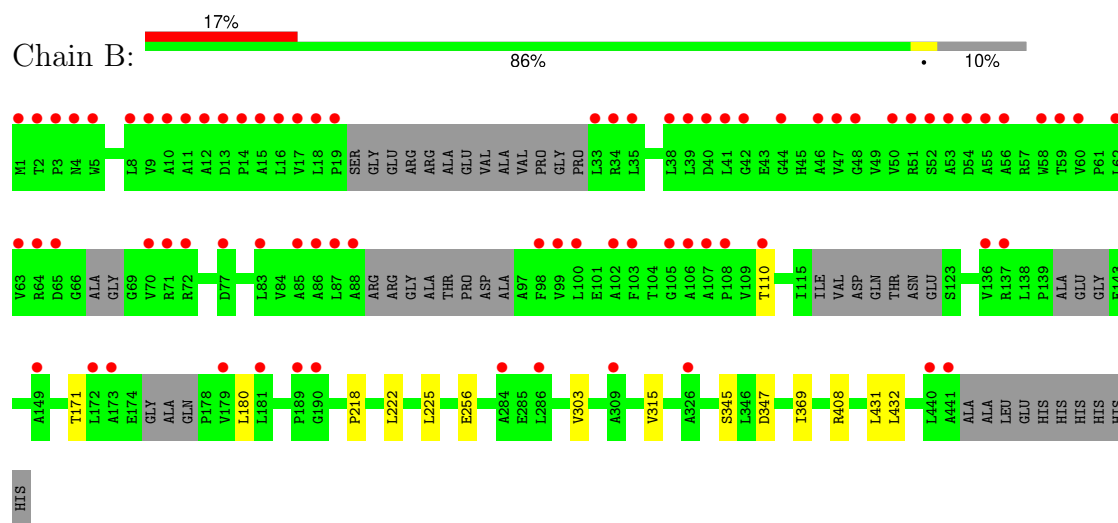 17%
Chain B:
86% • 10%
M1 T2 P3 N4 W5 L8 V9 A10 A11 A12 D13 P14 A15 L16 V17 L18 P19 SER GLY GLU ARG ARG ALA GLU VAL ALA VAL PRO GLY PRO L33 R34 L35 L38 L39 D40 L41 G42 E43 G44 H45 A46 V47 G48 V49 V50 R51 S52 A53 D54 A55 A56 R57 W58 T59 V60 P61 L62
V63 R64 D65 G66 ALA GLY G69 V70 R71 R72 D77 L83 V84 A85 A86 L87 A88 ARG ARG GLY ALA THR PRO ASP ALA A97 F98 V99 L100 E101 A102 F103 T104 G105 A106 A107 P108 V109 T110 I115 ILE VAL ASP GLN THR ASN GLU S123 V136 R137 L138 P139 ALA GLU GLY E143
A149 T171 L172 A173 E174 GLY ALA GLN P178 V179 L180 L181 P189 G190 P218 L222 L225 E256 A284 E285 L286 V303 A309 V315 A326 S345 L346 D347 I369 R408 L431 L432 L440 A441 ALA ALA LEU GLU HIS HIS HIS HIS HIS
HIS